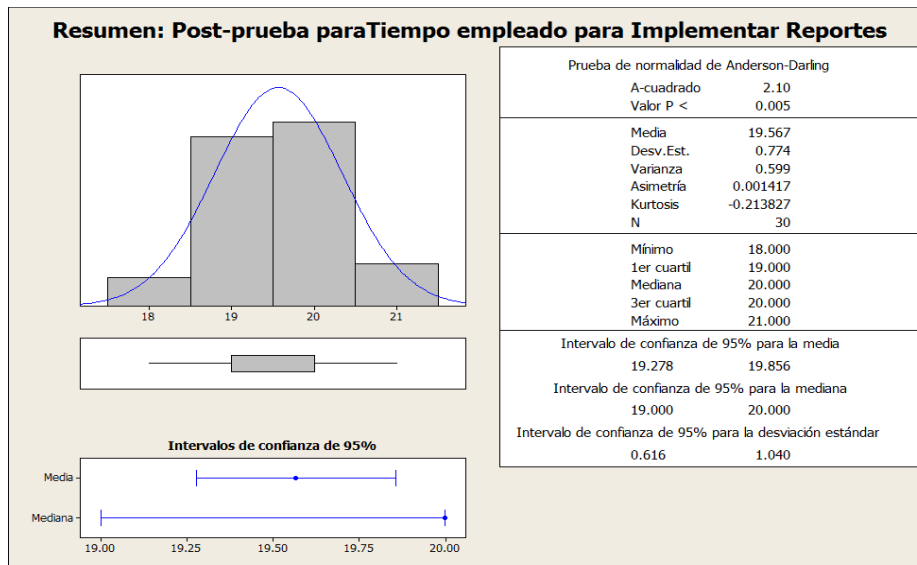 Resumen: Post-prueba paraTiempo empleado para Implementar Reportes
18 19 20 21
Intervalos de confianza de 95%
Media
Mediana
19.00 19.25 19.50 19.75 20.00
Prueba de normalidad de Anderson-Darling
A-cuadrado 2.10
Valor P < 0.005
Media 19.567
Desv.Est. 0.774
Varianza 0.599
Asimetría 0.001417
Kurtosis -0.213827
N 30
Mínimo 18.000
1er cuartil 19.000
Mediana 20.000
3er cuartil 20.000
Máximo 21.000
Intervalo de confianza de 95% para la media
19.278 19.856
Intervalo de confianza de 95% para la mediana
19.000 20.000
Intervalo de confianza de 95% para la desviación estándar
0.616 1.040